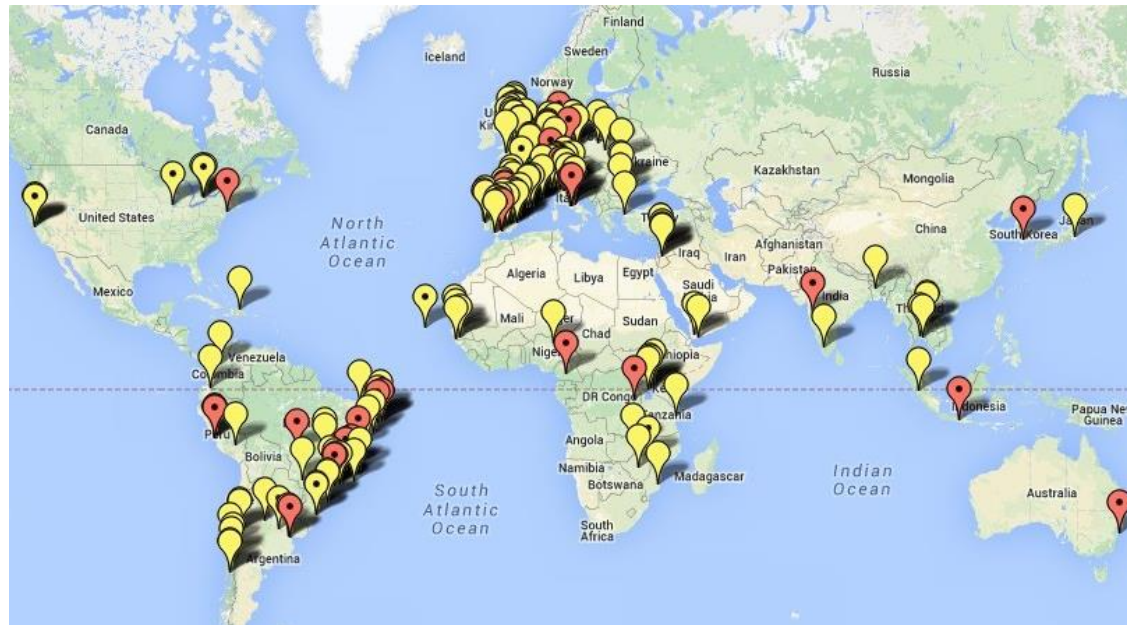 Finland
Iceland
Sweden
Russia
Norway
Canada
Kazakhstan
Mongolia
United States
North
Atlantic
Ocean
China
South Korea
Afghanistan
Iraq
Iran
Pakistan
Algeria
Libya
Egypt
Saudi
India
Mexico
Mali
Chad
Sudan
Venezuela
DR Congo
Indonesia
Papua New
Guinea
Peru
Angola
Tanzania
Bolivia
Namibia
Botswana
Madagascar
Indian
Ocean
Australia
South
Atlantic
Ocean
South
Africa
Argentina